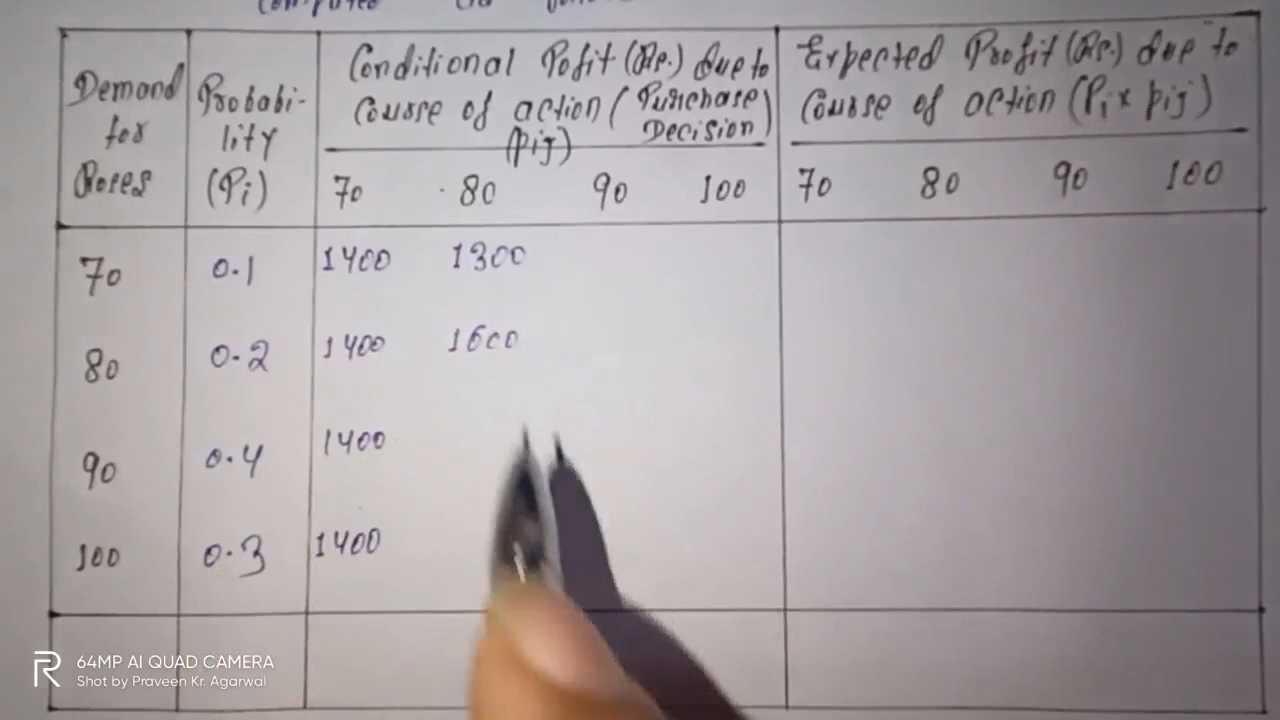 Demand for Roses
Probabi-lity (Pi)
Conditional Pofit (Rs.) due to
Course of action (Purchase Decision)
(Pij)
70 80 90 100
Expected Profit (Rs.) due to
Course of action (Pi x pij)
70 80 90 100
70 0.1 1400 1300
80 0.2 1400 1600
90 0.4 1400
100 0.3 1400
64MP AI QUAD CAMERA
Shot by Praveen Kr. Agarwal